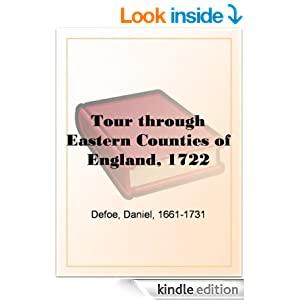 Look inside
Tour through
Eastern Counties of
England, 1722
Defoe, Daniel, 1661-1731
kindle edition